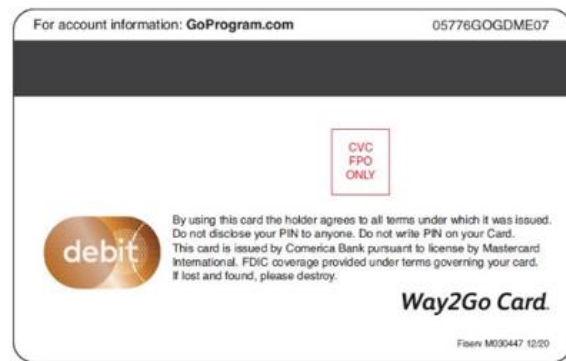 For account information: GoProgram.com 05776GOGDME07
CVC
FPO
ONLY
By using this card the holder agrees to all terms under which it was issued.
Do not disclose your PIN to anyone. Do not write PIN on your Card.
This card is issued by Comerica Bank pursuant to license by Mastercard
International. FDIC coverage provided under terms governing your card.
If lost and found, please destroy.
debit
Way2Go Card.
Fiserv M030447 12/20